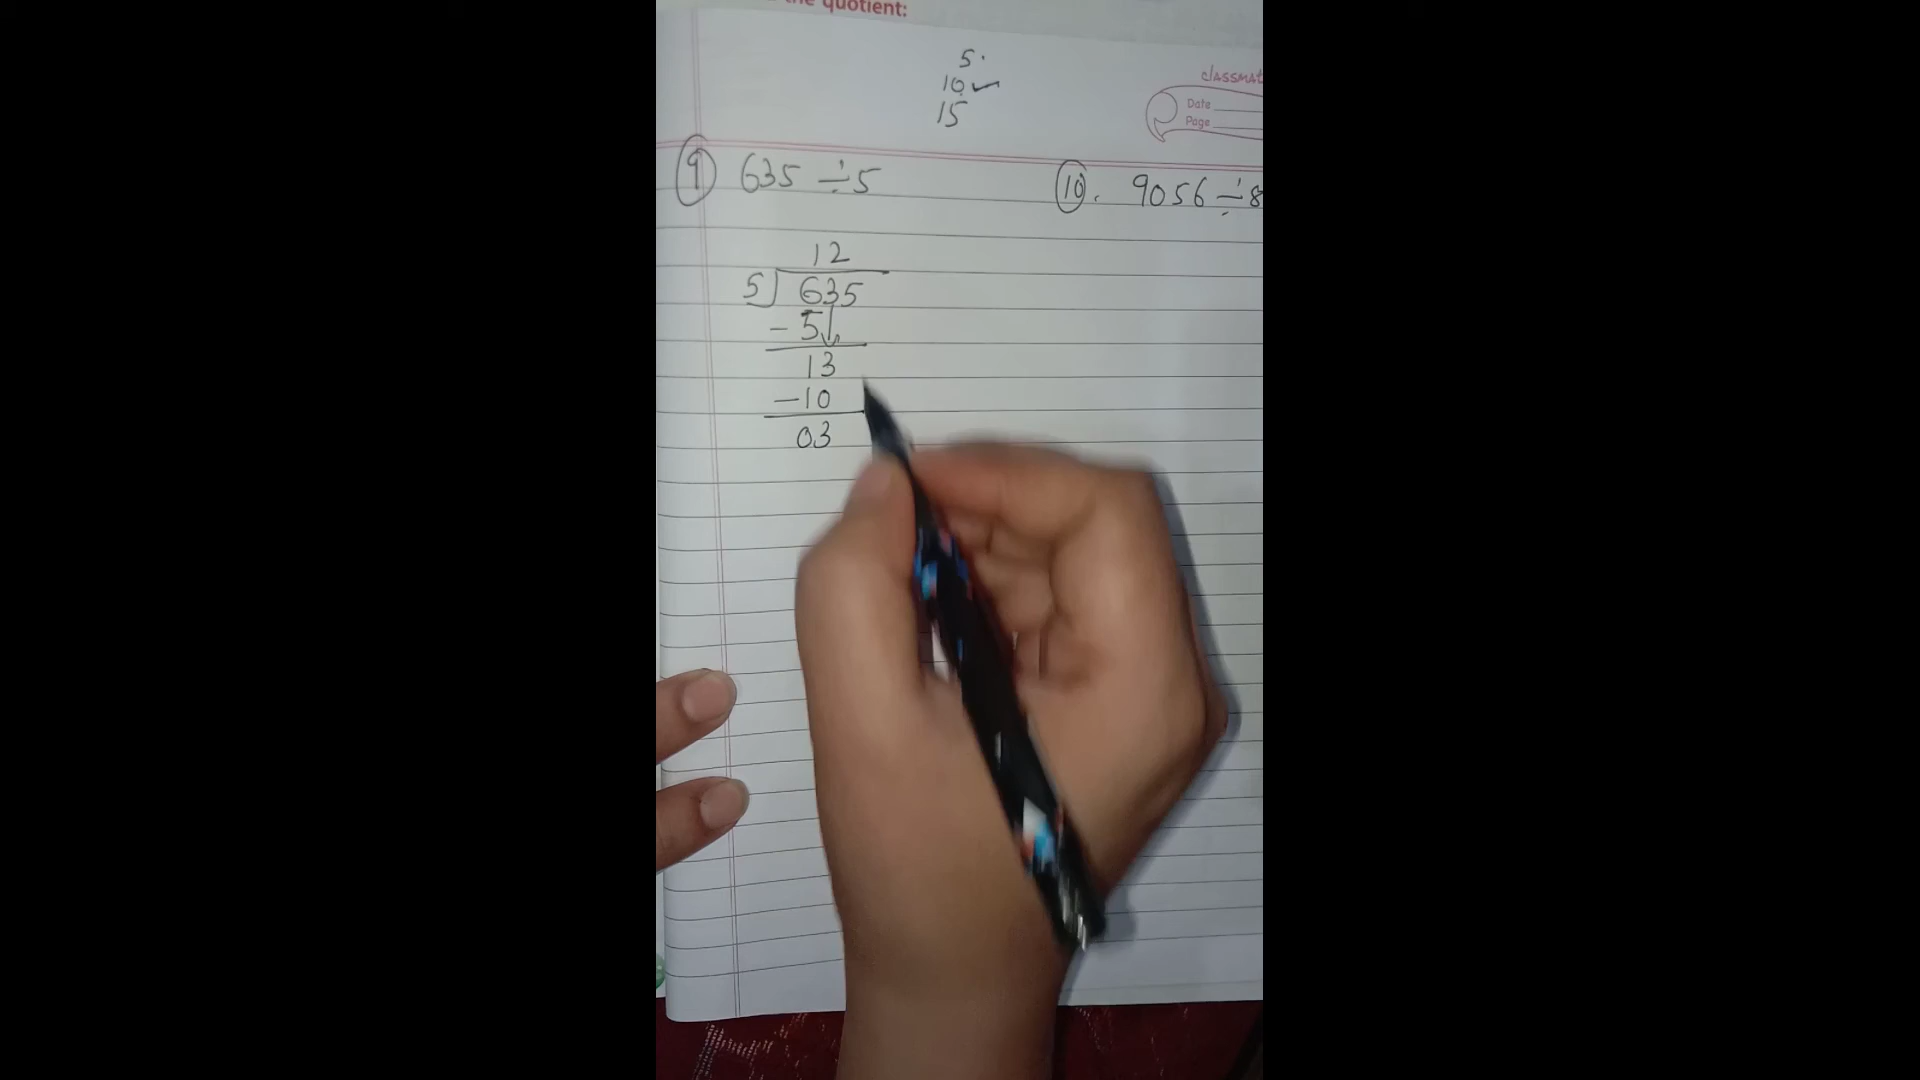 the quotient:
5.
10 ✓
15
classmat
Date
Page
9 635 ÷ 5
10. 9056 ÷ 8
12
5 ) 635
- 5↓
13
- 10
03